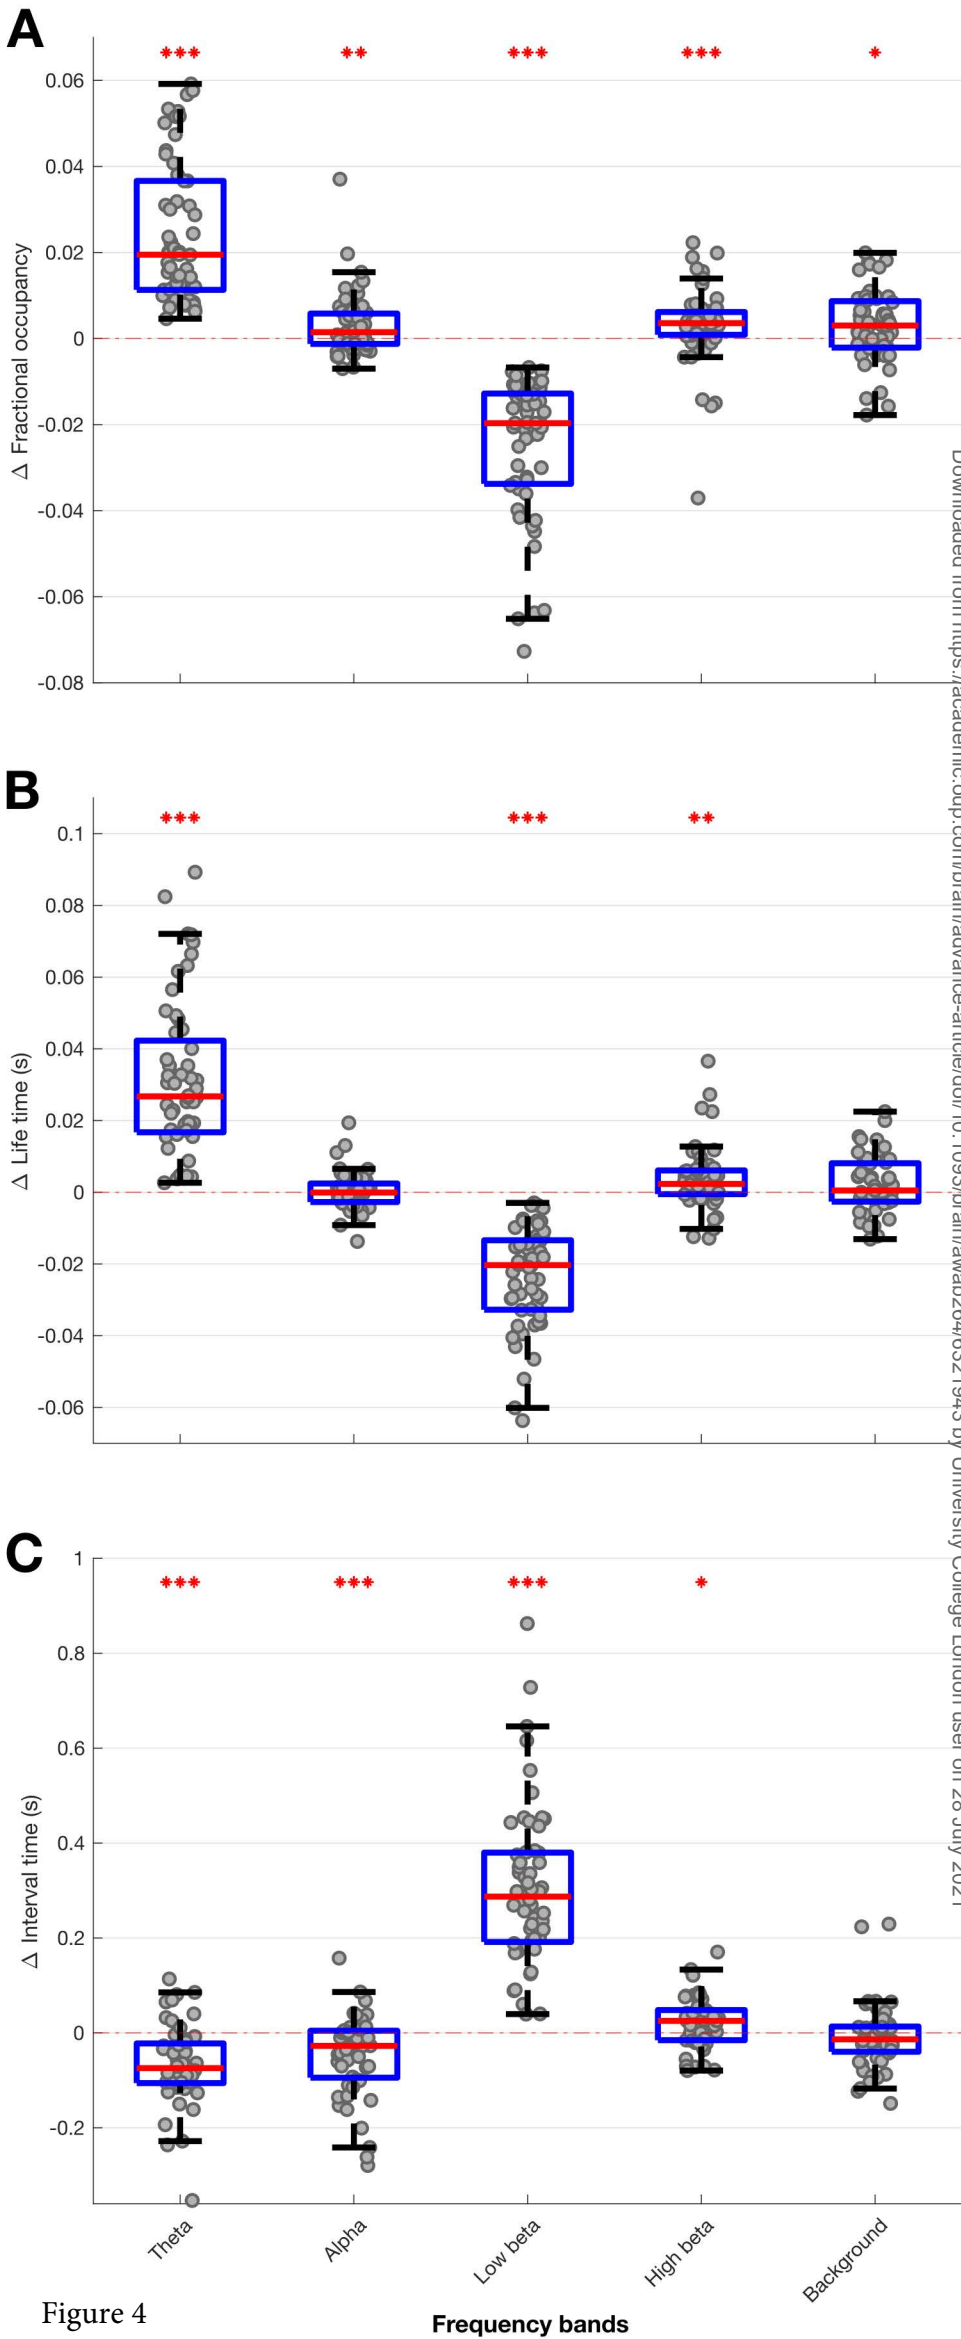 A
*** ** *** *** *
0.06
0.04
0.02
0
-0.02
-0.04
-0.06
-0.08
Δ Fractional occupancy
B
*** *** **
0.1
0.08
0.06
0.04
0.02
0
-0.02
-0.04
-0.06
Δ Life time (s)
C
*** *** *** *
1
0.8
0.6
0.4
0.2
0
-0.2
Δ Interval time (s)
Theta Alpha Low beta High beta Background
Figure 4
Frequency bands